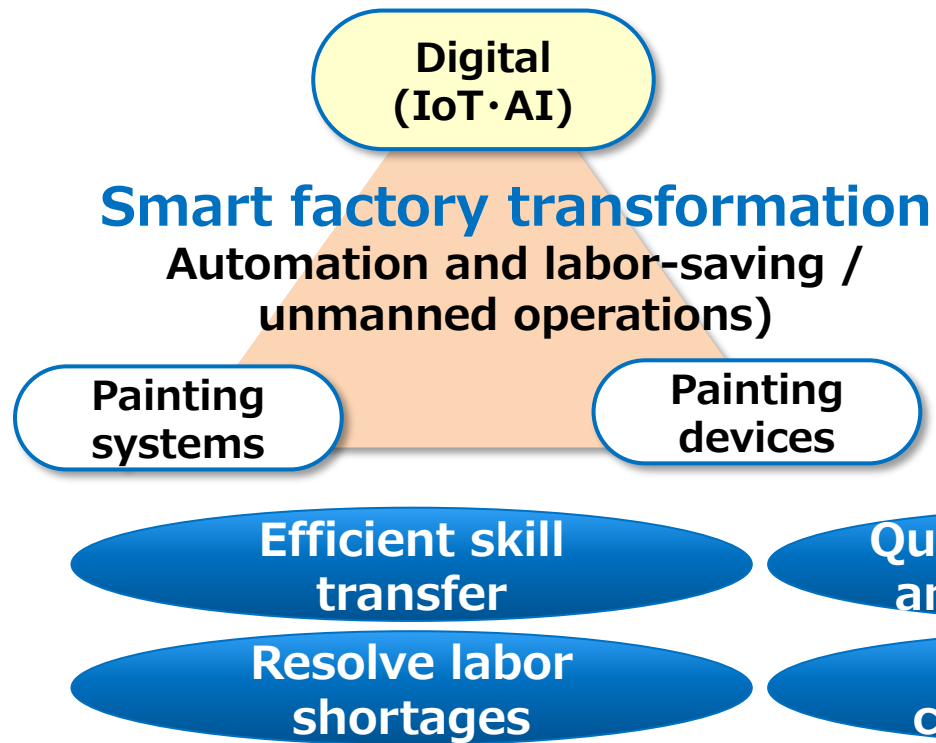 Digital
(IoT･AI)
Smart factory transformation
Automation and labor-saving /
unmanned operations)
Painting
systems
Painting
devices
Efficient skill
transfer
Resolve labor
shortages